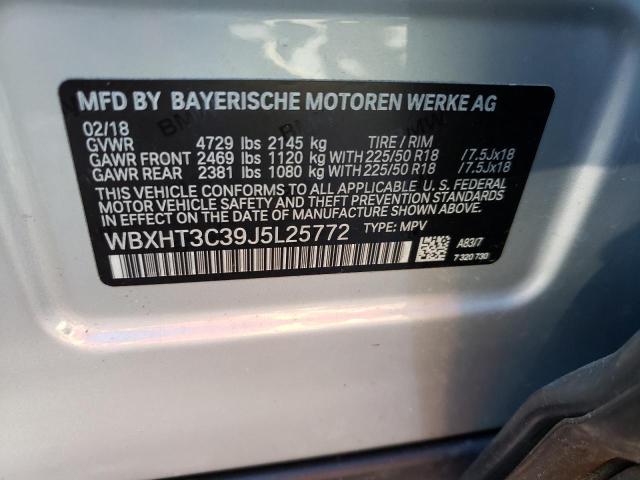 MFD BY BAYERISCHE MOTOREN WERKE AG
02/18
GVWR 4729 lbs 2145 kg TIRE / RIM
GAWR FRONT 2469 lbs 1120 kg WITH 225/50 R18 /7.5Jx18
GAWR REAR 2381 lbs 1080 kg WITH 225/50 R18 /7.5Jx18
THIS VEHICLE CONFORMS TO ALL APPLICABLE U. S. FEDERAL
MOTOR VEHICLE SAFETY AND THEFT PREVENTION STANDARDS
IN EFFECT ON THE DATE OF MANUFACTURE SHOWN ABOVE.
WBXHT3C39J5L25772 TYPE: MPV
A83/7
7 320 730